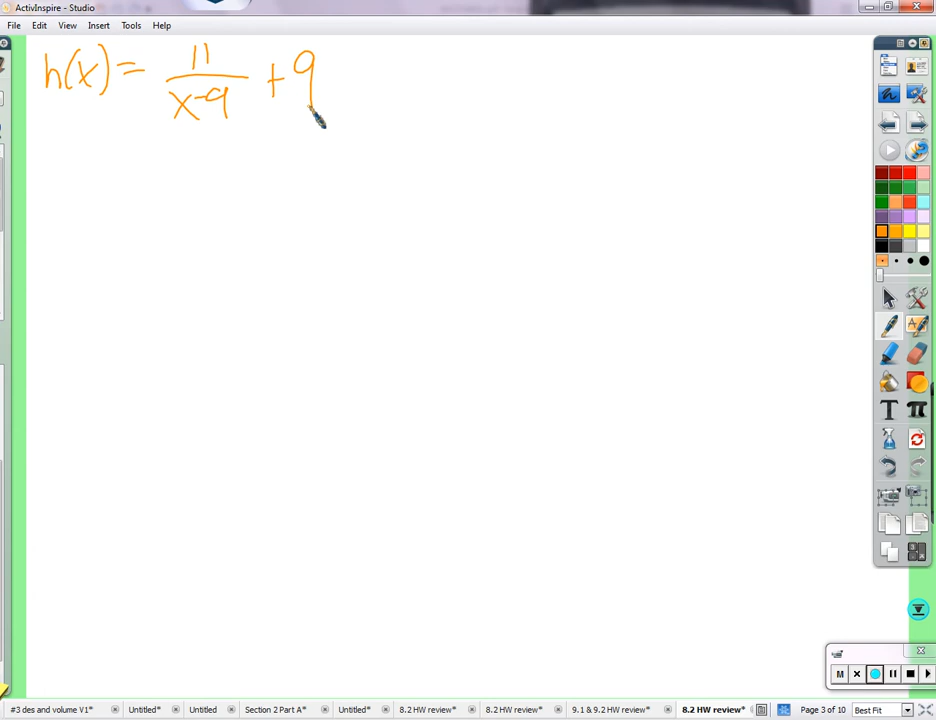 ActivInspire - Studio
File Edit View Insert Tools Help
h(x) = 11/(x-9) + 9
M
#3 des and volume V1* Untitled* Untitled Section 2 Part A* Untitled* 8.2 HW review* 8.2 HW review* 9.1 & 9.2 HW review* 8.2 HW review* Page 3 of 10 Best Fit